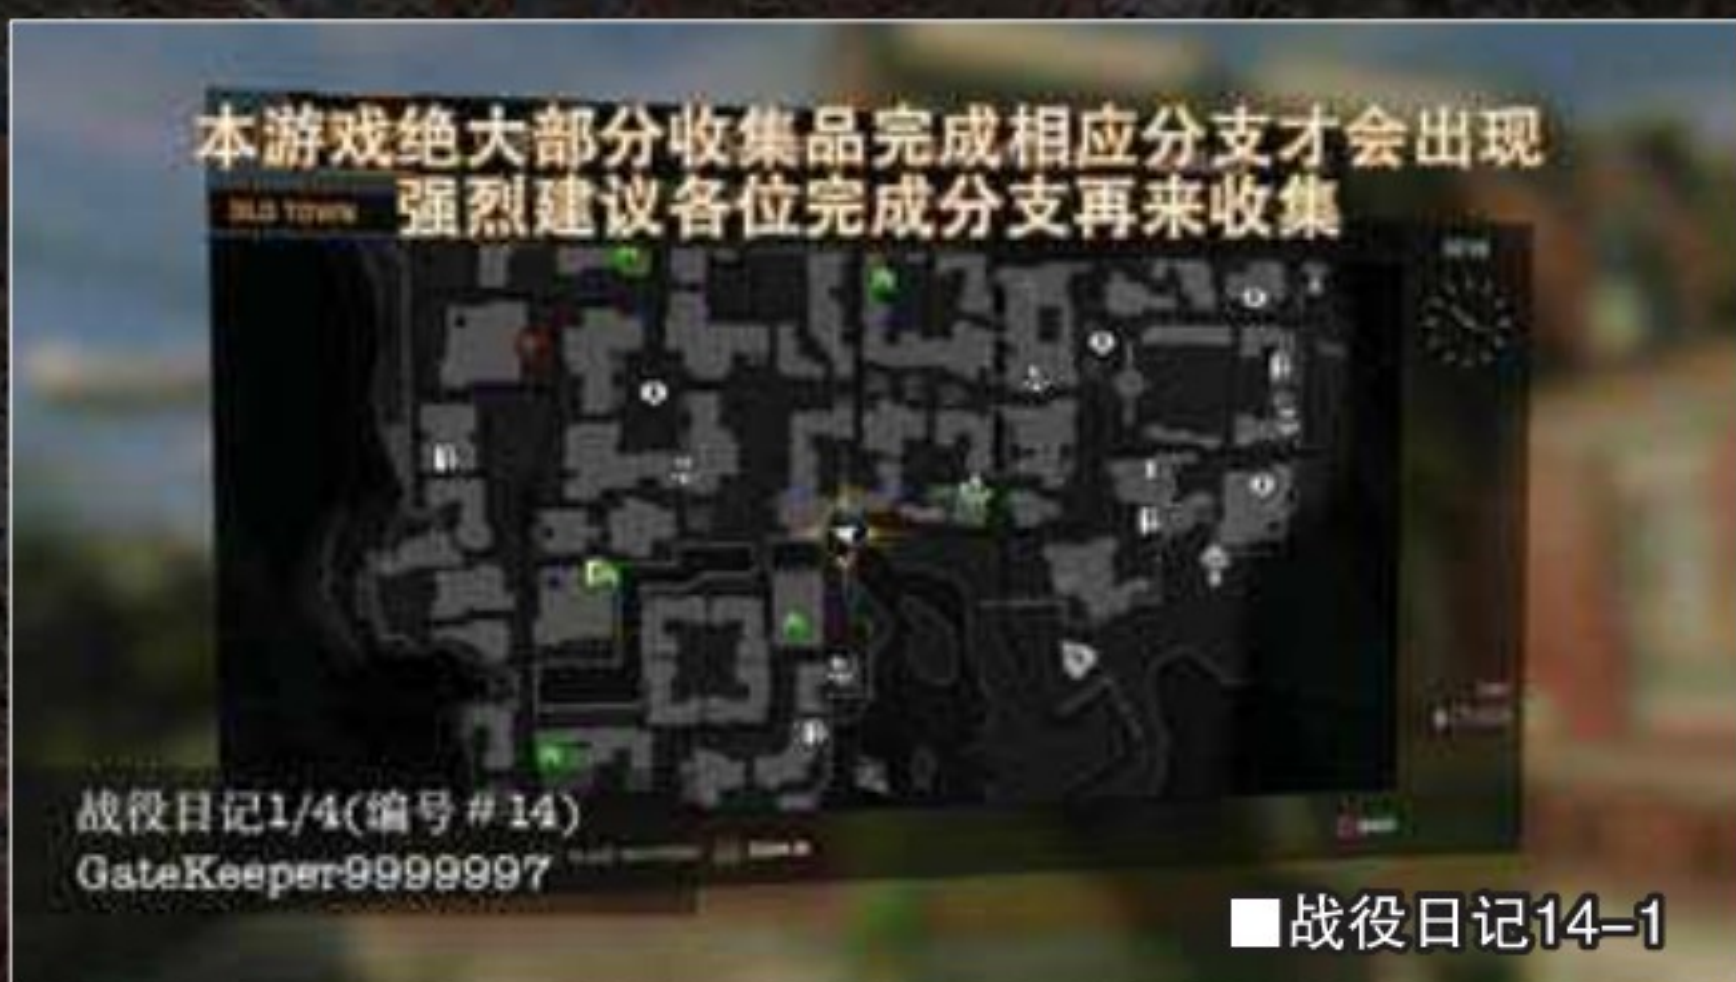 本游戏绝大部分收集品完成相应分支才会出现
强烈建议各位完成分支再来收集
OLD TOWN
战役日记1/4(编号#14)
GateKeeper9999997
■战役日记14-1